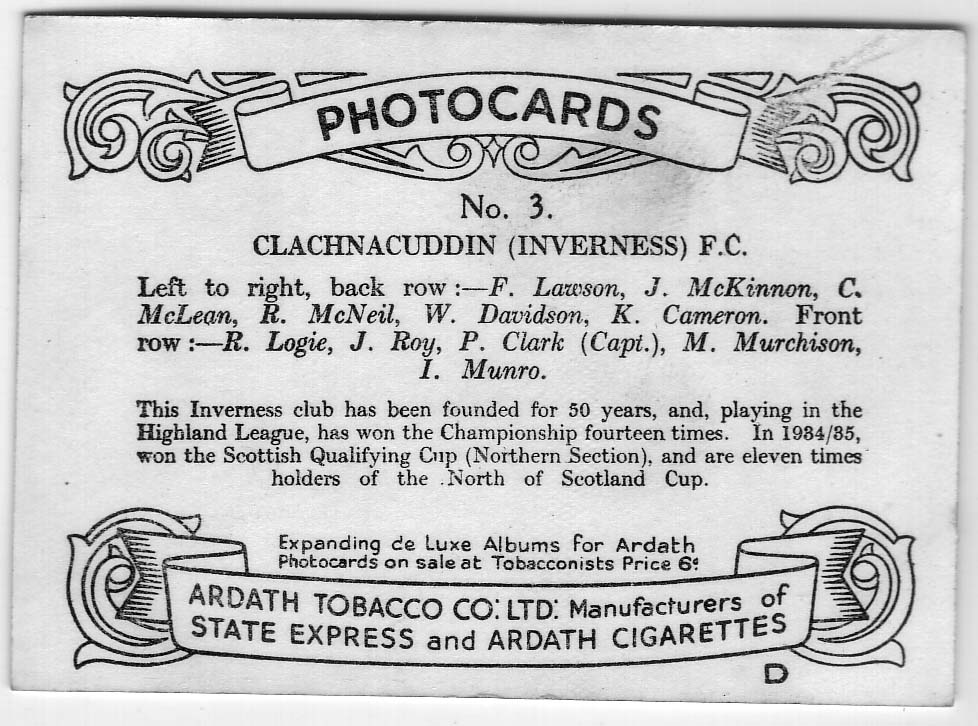 PHOTOCARDS
No. 3.
CLACHNACUDDIN (INVERNESS) F.C.
Left to right, back row :—F. Lawson, J. McKinnon, C.
McLean, R. McNeil, W. Davidson, K. Cameron. Front
row :—R. Logie, J. Roy, P. Clark (Capt.), M. Murchison,
I. Munro.
This Inverness club has been founded for 50 years, and, playing in the
Highland League, has won the Championship fourteen times. In 1934/35,
won the Scottish Qualifying Cup (Northern Section), and are eleven times
holders of the North of Scotland Cup.
Expanding de Luxe Albums for Ardath
Photocards on sale at Tobacconists Price 6ᵈ
ARDATH TOBACCO CO: LTD: Manufacturers of
STATE EXPRESS and ARDATH CIGARETTES
D